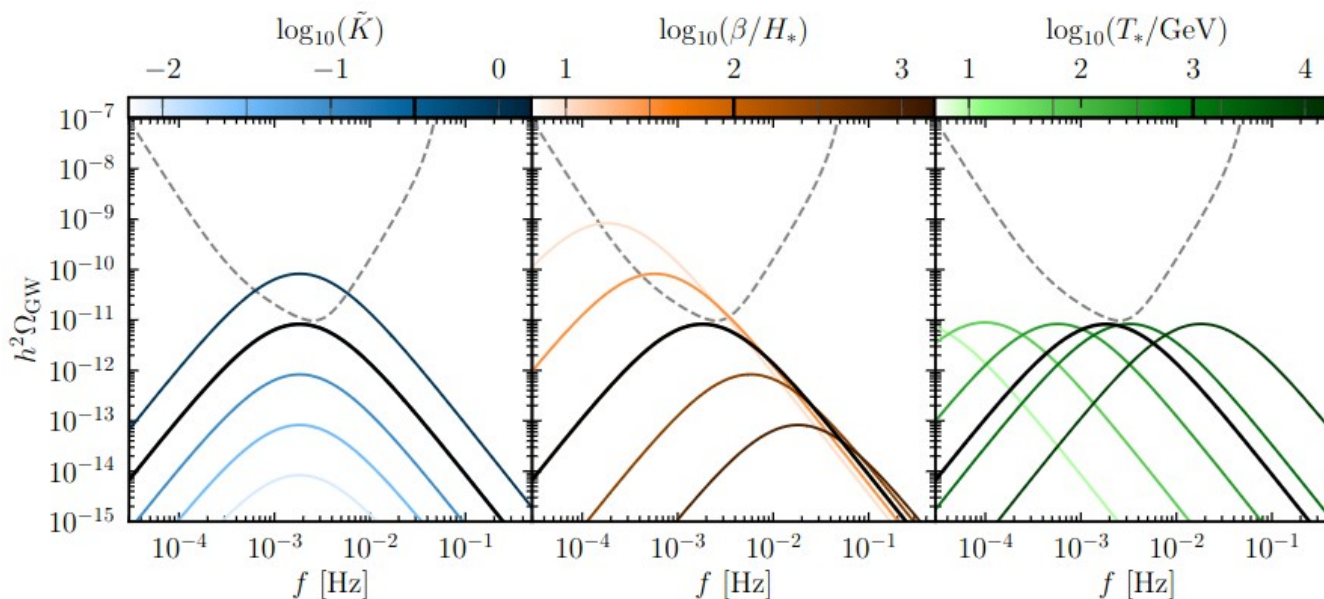 log₁₀(K̃) log₁₀(β/H∗) log₁₀(T∗/GeV)
−2 −1 0 1 2 3 1 2 3 4
10⁻⁷
10⁻⁸
10⁻⁹
10⁻¹⁰
10⁻¹¹
10⁻¹²
10⁻¹³
10⁻¹⁴
10⁻¹⁵
h²Ω_GW
10⁻⁴ 10⁻³ 10⁻² 10⁻¹ 10⁻⁴ 10⁻³ 10⁻² 10⁻¹ 10⁻⁴ 10⁻³ 10⁻² 10⁻¹
f [Hz] f [Hz] f [Hz]